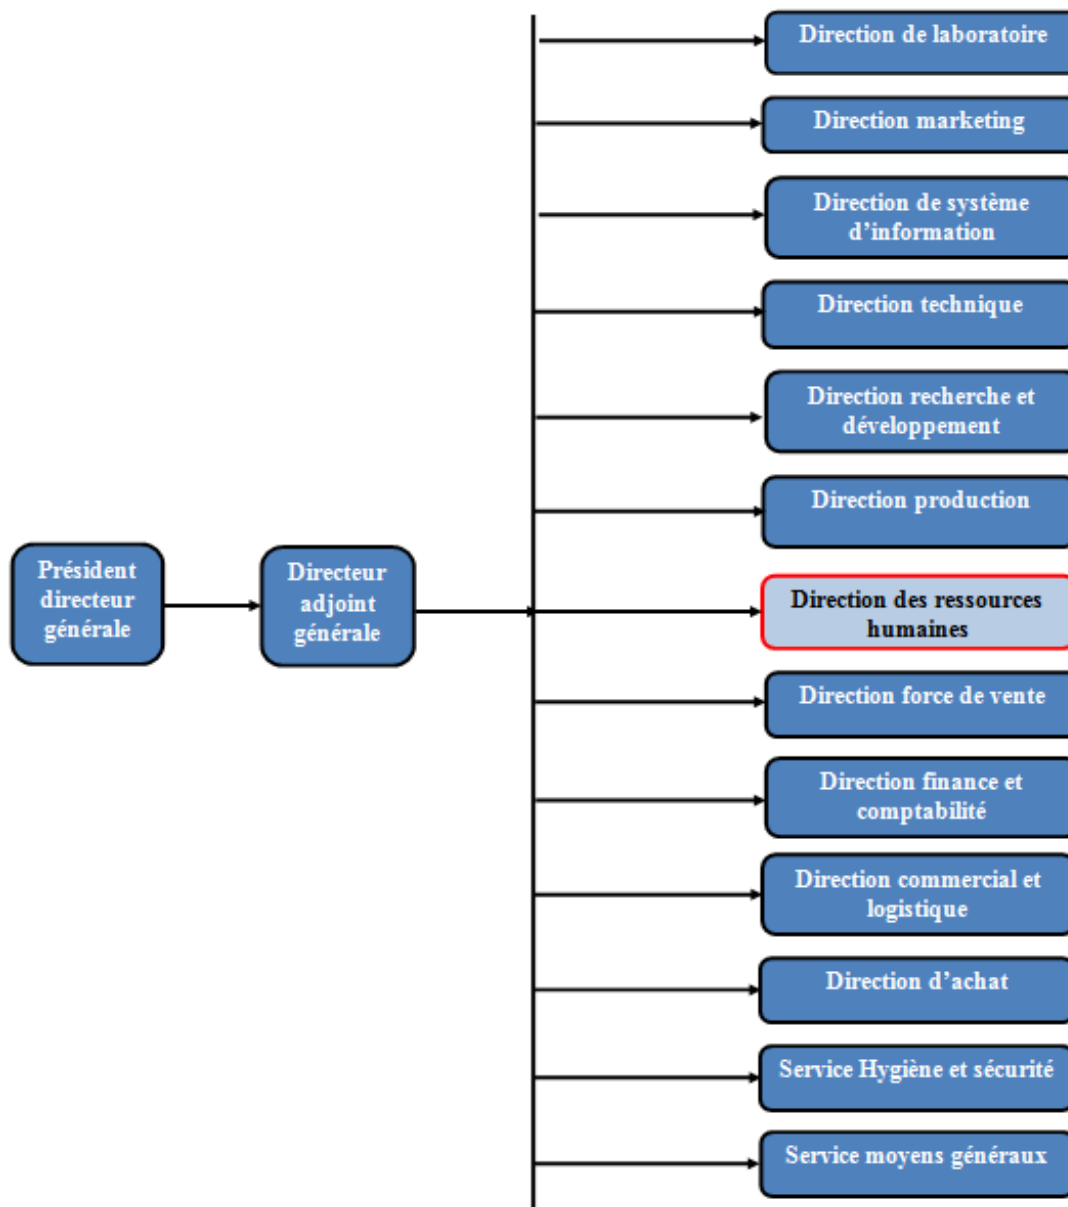 Direction de laboratoire
Direction marketing
Direction de système
d’information
Direction technique
Direction recherche et
développement
Direction production
Président
directeur
générale
Directeur
adjoint
générale
Direction des ressources
humaines
Direction force de vente
Direction finance et
comptabilité
Direction commercial et
logistique
Direction d’achat
Service Hygiène et sécurité
Service moyens généraux